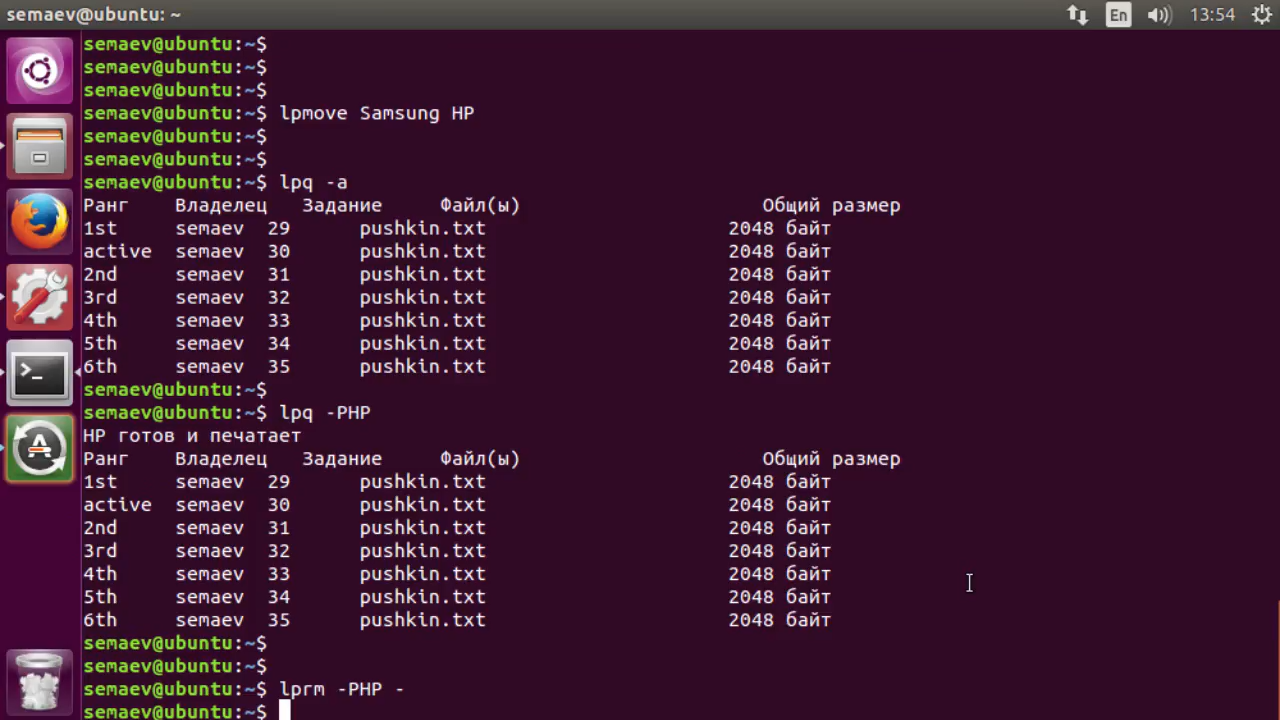 semaev@ubuntu: ~ En 13:54
semaev@ubuntu:~$
semaev@ubuntu:~$
semaev@ubuntu:~$
semaev@ubuntu:~$ lpmove Samsung HP
semaev@ubuntu:~$
semaev@ubuntu:~$
semaev@ubuntu:~$ lpq -a
Ранг Владелец Задание Файл(ы) Общий размер
1st semaev 29 pushkin.txt 2048 байт
active semaev 30 pushkin.txt 2048 байт
2nd semaev 31 pushkin.txt 2048 байт
3rd semaev 32 pushkin.txt 2048 байт
4th semaev 33 pushkin.txt 2048 байт
5th semaev 34 pushkin.txt 2048 байт
6th semaev 35 pushkin.txt 2048 байт
semaev@ubuntu:~$
semaev@ubuntu:~$ lpq -PHP
HP готов и печатает
Ранг Владелец Задание Файл(ы) Общий размер
1st semaev 29 pushkin.txt 2048 байт
active semaev 30 pushkin.txt 2048 байт
2nd semaev 31 pushkin.txt 2048 байт
3rd semaev 32 pushkin.txt 2048 байт
4th semaev 33 pushkin.txt 2048 байт
5th semaev 34 pushkin.txt 2048 байт
6th semaev 35 pushkin.txt 2048 байт
semaev@ubuntu:~$
semaev@ubuntu:~$
semaev@ubuntu:~$ lprm -PHP -
semaev@ubuntu:~$